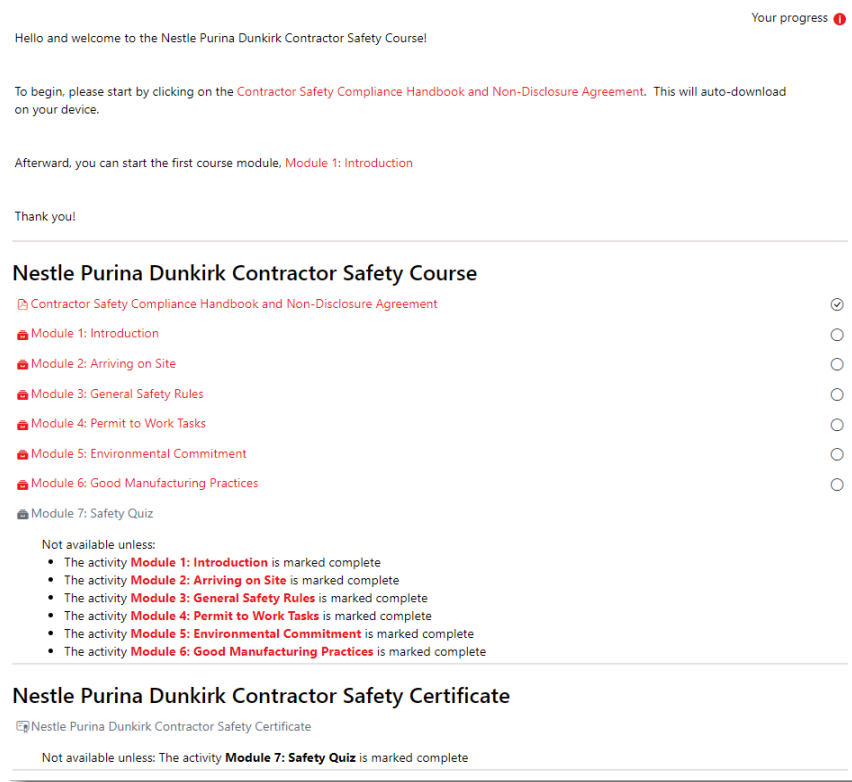 Your progress
Hello and welcome to the Nestle Purina Dunkirk Contractor Safety Course!
To begin, please start by clicking on the Contractor Safety Compliance Handbook and Non-Disclosure Agreement. This will auto-download
on your device.
Afterward, you can start the first course module, Module 1: Introduction
Thank you!
Nestle Purina Dunkirk Contractor Safety Course
Contractor Safety Compliance Handbook and Non-Disclosure Agreement
Module 1: Introduction
Module 2: Arriving on Site
Module 3: General Safety Rules
Module 4: Permit to Work Tasks
Module 5: Environmental Commitment
Module 6: Good Manufacturing Practices
Module 7: Safety Quiz
Not available unless:
• The activity Module 1: Introduction is marked complete
• The activity Module 2: Arriving on Site is marked complete
• The activity Module 3: General Safety Rules is marked complete
• The activity Module 4: Permit to Work Tasks is marked complete
• The activity Module 5: Environmental Commitment is marked complete
• The activity Module 6: Good Manufacturing Practices is marked complete
Nestle Purina Dunkirk Contractor Safety Certificate
Nestle Purina Dunkirk Contractor Safety Certificate
Not available unless: The activity Module 7: Safety Quiz is marked complete